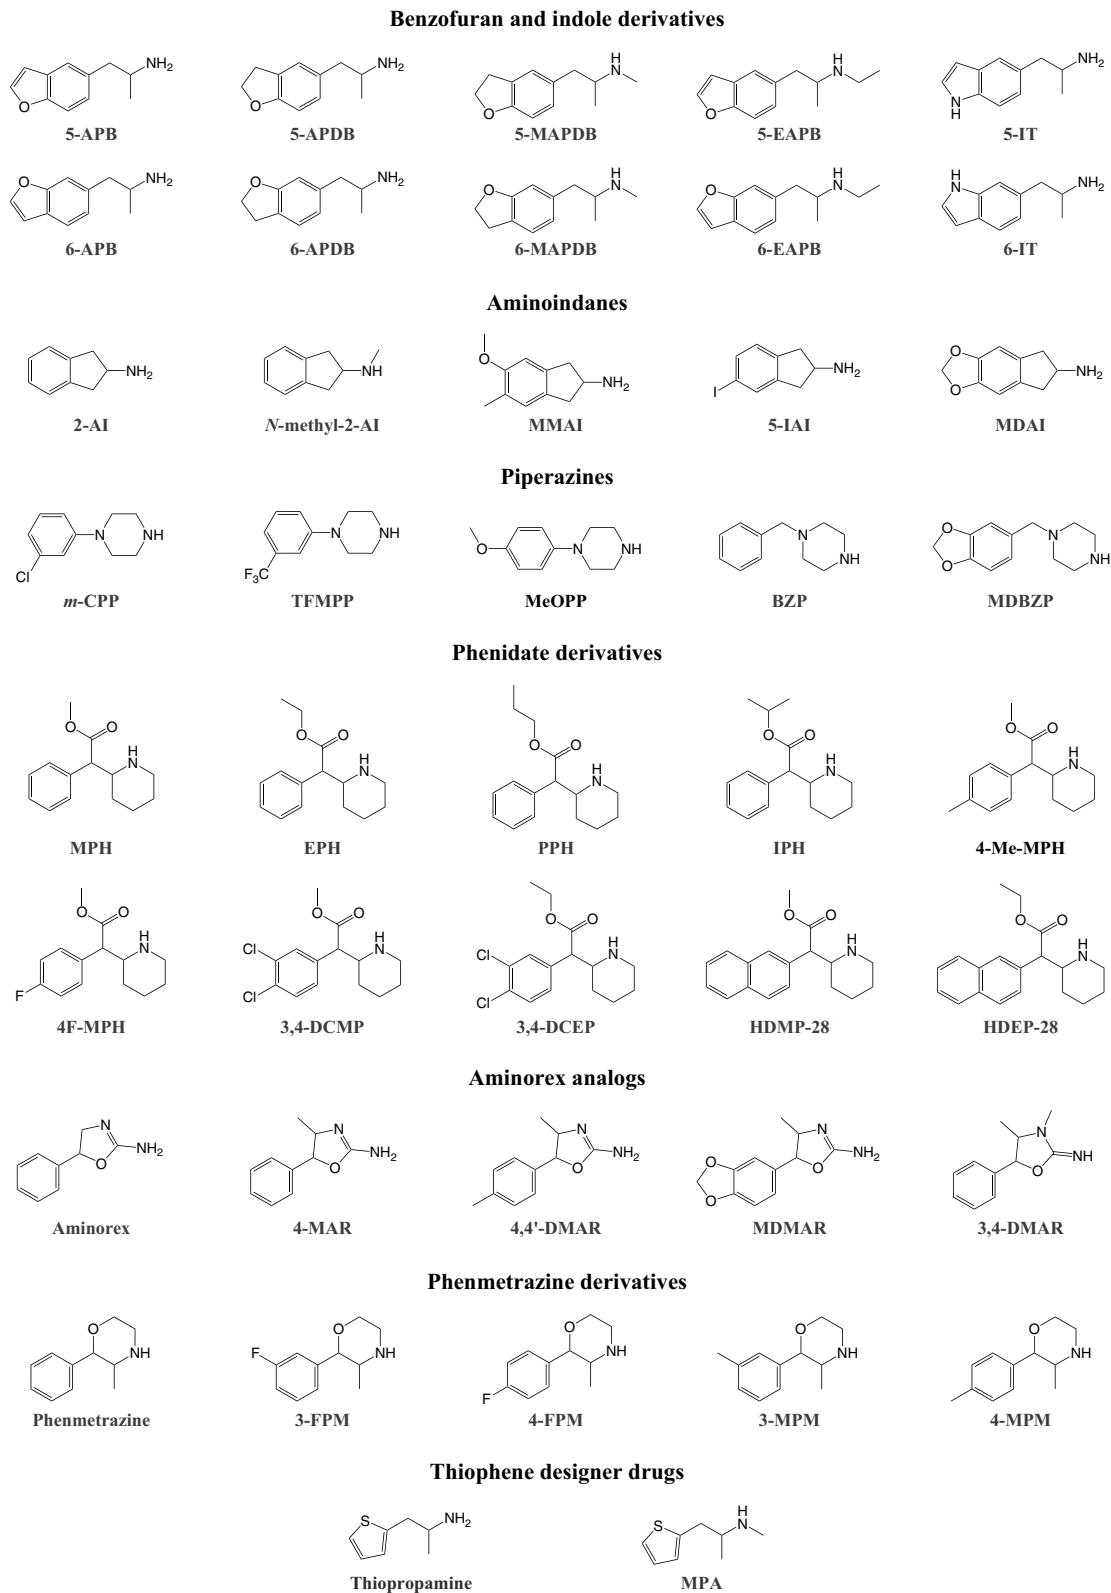 Benzofuran and indole derivatives
NH2 NH2 H N H N NH2
O O O O N H
5-APB 5-APDB 5-MAPDB 5-EAPB 5-IT
O NH2 O NH2 O H N O H N H N NH2
6-APB 6-APDB 6-MAPDB 6-EAPB 6-IT
Aminoindanes
NH2 NH O NH2 I NH2 O O NH2
2-AI N-methyl-2-AI MMAI 5-IAI MDAI
Piperazines
Cl N NH F3C N NH O N NH N NH O O N NH
m-CPP TFMPP MeOPP BZP MDBZP
Phenidate derivatives
O O H N O O H N O O H N O O H N O O H N
MPH EPH PPH IPH 4-Me-MPH
O O H N F O O H N Cl Cl O O H N Cl Cl O O H N O O H N
4F-MPH 3,4-DCMP 3,4-DCEP HDMP-28 HDEP-28
Aminorex analogs
N O NH2 N O NH2 N O NH2 O O N O NH2 N O NH
Aminorex 4-MAR 4,4'-DMAR MDMAR 3,4-DMAR
Phenmetrazine derivatives
O NH F O NH F O NH O NH O NH
Phenmetrazine 3-FPM 4-FPM 3-MPM 4-MPM
Thiophene designer drugs
S NH2 S H N
Thiopropamine MPA